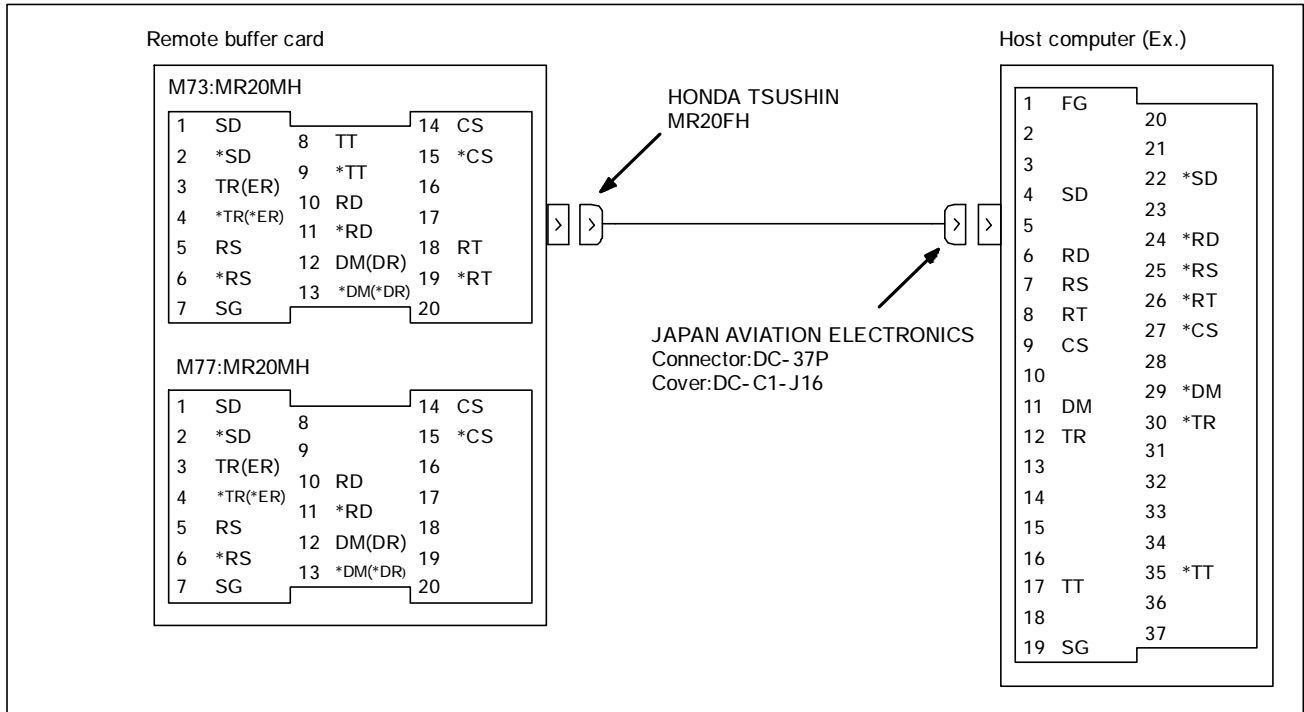 Remote buffer card
M73:MR20MH
1 SD
2 *SD
3 TR(ER)
4 *TR(*ER)
5 RS
6 *RS
7 SG
8 TT
9 *TT
10 RD
11 *RD
12 DM(DR)
13 *DM(*DR)
14 CS
15 *CS
16
17
18 RT
19 *RT
20
M77:MR20MH
1 SD
2 *SD
3 TR(ER)
4 *TR(*ER)
5 RS
6 *RS
7 SG
8
9
10 RD
11 *RD
12 DM(DR)
13 *DM(*DR)
14 CS
15 *CS
16
17
18
19
20
HONDA TSUSHIN
MR20FH
JAPAN AVIATION ELECTRONICS
Connector:DC-37P
Cover:DC-C1-J16
Host computer (Ex.)
1 FG
2
3
4 SD
5
6 RD
7 RS
8 RT
9 CS
10
11 DM
12 TR
13
14
15
16
17 TT
18
19 SG
20
21
22 *SD
23
24 *RD
25 *RS
26 *RT
27 *CS
28
29 *DM
30 *TR
31
32
33
34
35 *TT
36
37